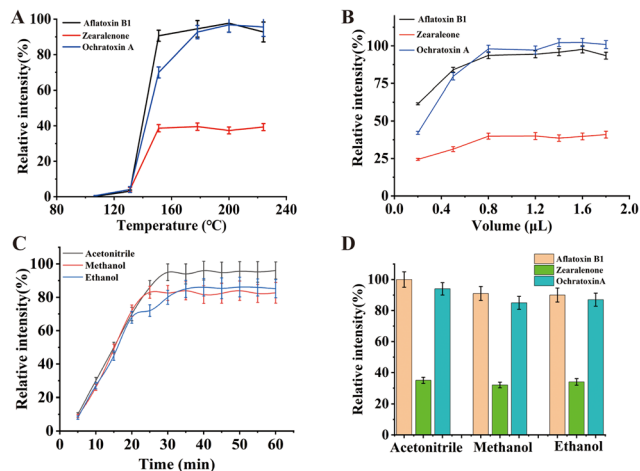 A
Aflatoxin B1
Zearalenone
Ochratoxin A
Relative intensity(%)
100
80
60
40
20
0
80
120
160
200
240
Temperature (℃)
B
Aflatoxin B1
Zearalenone
Ochratoxin A
Relative intensity(%)
125
100
75
50
25
0
0.0
0.4
0.8
1.2
1.6
2.0
Volume (μL)
C
Acetonitrile
Methanol
Ethanol
Relative intensity(%)
100
80
60
40
20
0
0
10
20
30
40
50
60
Time (min)
D
Aflatoxin B1
Zearalenone
OchratoxinA
Relative intensity(%)
100
80
60
40
20
0
Acetonitrile
Methanol
Ethanol